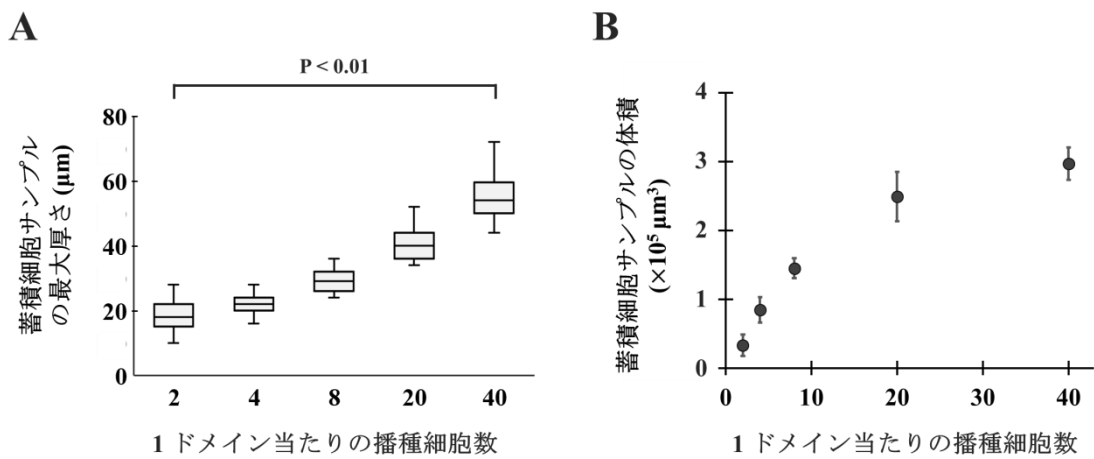 A
P < 0.01
蓄積細胞サンプル
の最大厚さ (μm)
80
60
40
20
0
2 4 8 20 40
1 ドメイン当たりの播種細胞数
B
蓄積細胞サンプルの体積
(×10⁵ μm³)
4
3
2
1
0
0 10 20 30 40
1 ドメイン当たりの播種細胞数